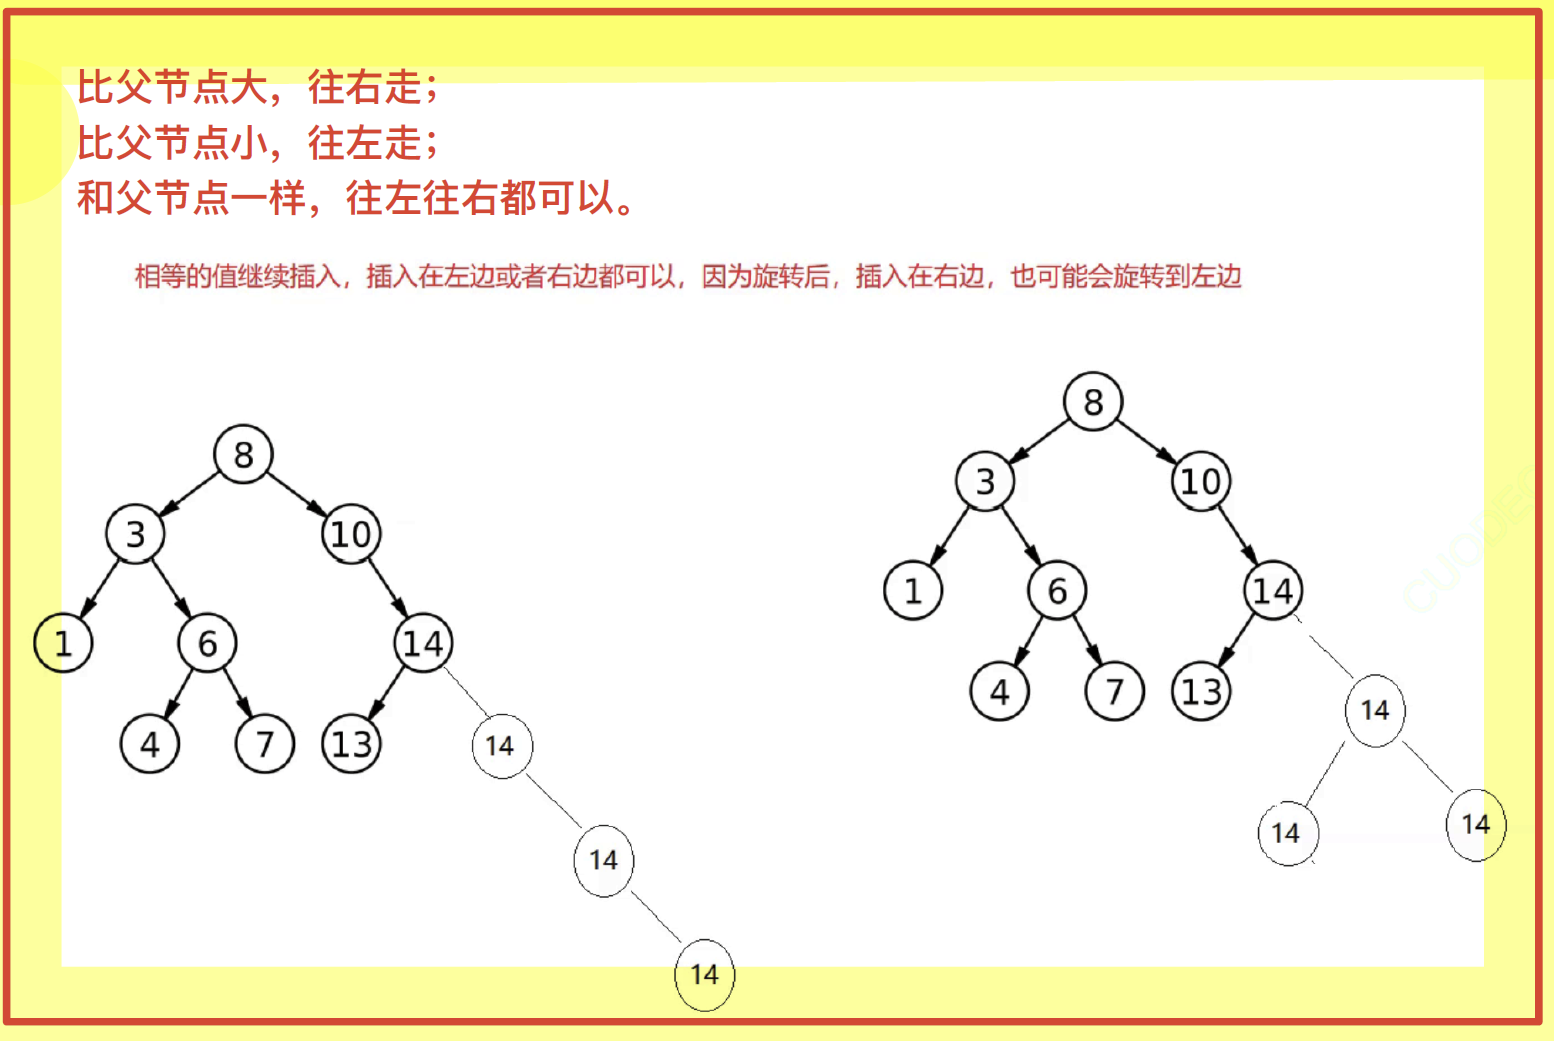 比父节点大，往右走；
比父节点小，往左走；
和父节点一样，往左往右都可以。
相等的值继续插入，插入在左边或者右边都可以，因为旋转后，插入在右边，也可能会旋转到左边
8
3 10
1 6 14
4 7 13 14
14
14
8
3 10
1 6 14
4 7 13 14
14 14